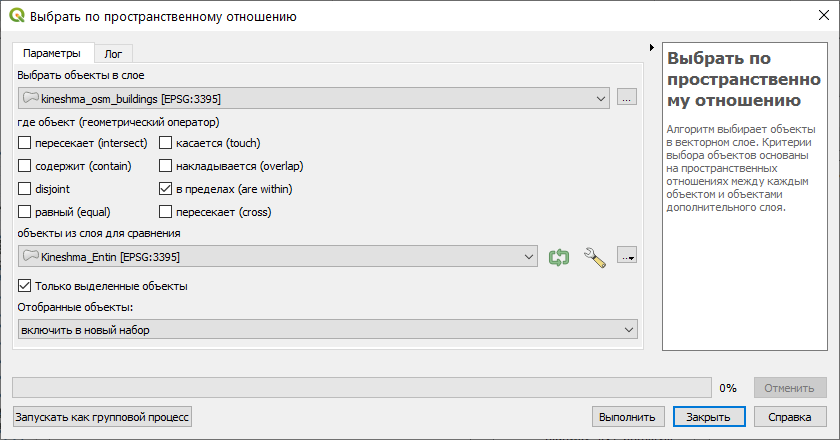 Выбрать по пространственному отношению
Параметры
Лог
Выбрать объекты в слое
kineshma_osm_buildings [EPSG:3395]
...
где объект (геометрический оператор)
пересекает (intersect)
касается (touch)
содержит (contain)
накладывается (overlap)
disjoint
в пределах (are within)
равный (equal)
пересекает (cross)
объекты из слоя для сравнения
Kineshma_Entin [EPSG:3395]
...
Только выделенные объекты
Отобранные объекты:
включить в новый набор
Выбрать по
пространственно
му отношению
Алгоритм выбирает объекты
в векторном слое. Критерии
выбора объектов основаны
на пространственных
отношениях между каждым
объектом и объектами
дополнительного слоя.
0%
Отменить
Запускать как групповой процесс
Выполнить
Закрыть
Справка